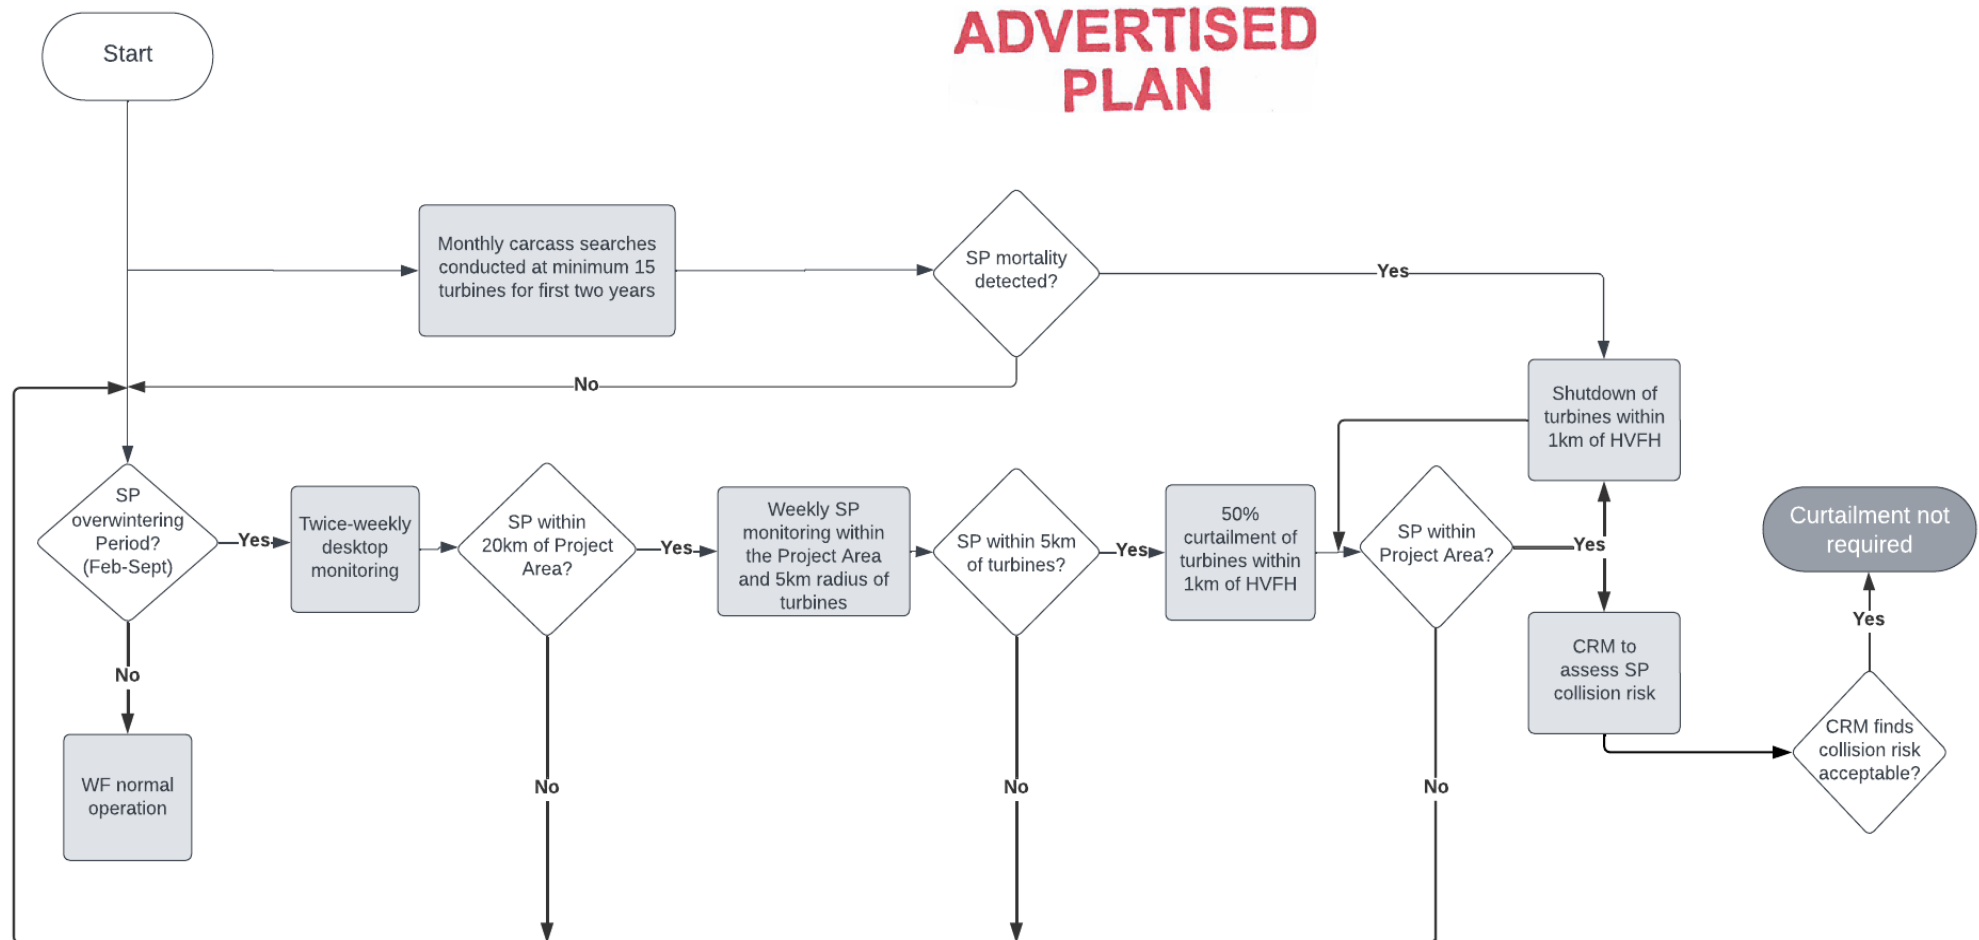 Start
ADVERTISED
PLAN
Monthly carcass searches
conducted at minimum 15
turbines for first two years
SP mortality
detected?
Yes
No
Shutdown of
turbines within
1km of HVFH
SP
overwintering
Period?
(Feb-Sept)
Yes
Twice-weekly
desktop
monitoring
SP within
20km of Project
Area?
Yes
Weekly SP
monitoring within
the Project Area
and 5km radius of
turbines
SP within 5km
of turbines?
Yes
50%
curtailment of
turbines within
1km of HVFH
SP within
Project Area?
Yes
Curtailment not
required
No
WF normal
operation
No
No
No
CRM to
assess SP
collision risk
Yes
CRM finds
collision risk
acceptable?